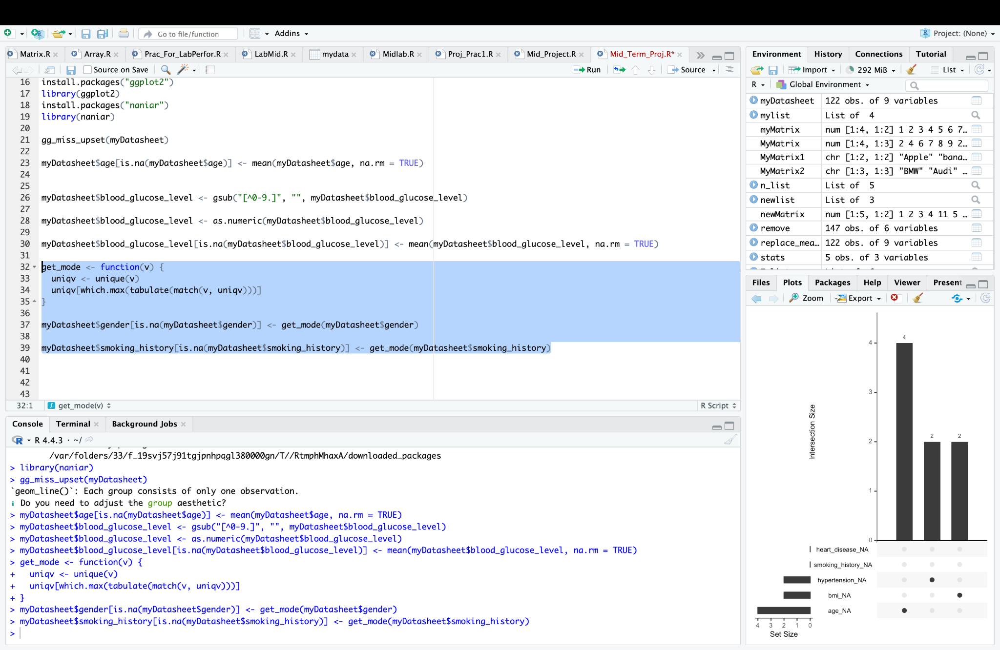 Go to file/function
Addins
Project: (None)
Matrix.R
Array.R
Prac_For_LabPerfor.R
LabMid.R
mydata
Midlab.R
Proj_Prac1.R
Mid_Project.R
Mid_Term_Proj.R*
Source on Save
Run
Source
16 install.packages("ggplot2")
17 library(ggplot2)
18 install.packages("naniar")
19 library(naniar)
20
21 gg_miss_upset(myDatasheet)
22
23 myDatasheet$age[is.na(myDatasheet$age)] <- mean(myDatasheet$age, na.rm = TRUE)
24
25
26 myDatasheet$blood_glucose_level <- gsub("[^0-9.]", "", myDatasheet$blood_glucose_level)
27
28 myDatasheet$blood_glucose_level <- as.numeric(myDatasheet$blood_glucose_level)
29
30 myDatasheet$blood_glucose_level[is.na(myDatasheet$blood_glucose_level)] <- mean(myDatasheet$blood_glucose_level, na.rm = TRUE)
31
32 get_mode <- function(v) {
33   uniqv <- unique(v)
34   uniqv[which.max(tabulate(match(v, uniqv)))]
35 }
36
37 myDatasheet$gender[is.na(myDatasheet$gender)] <- get_mode(myDatasheet$gender)
38
39 myDatasheet$smoking_history[is.na(myDatasheet$smoking_history)] <- get_mode(myDatasheet$smoking_history)
40
41
42
43
32:1
get_mode(v)
R Script
Console
Terminal
Background Jobs
R 4.4.3 · ~/
/var/folders/33/f_19svj57j91tgjpnhpqgl380000gn/T//RtmphMhaxA/downloaded_packages
> library(naniar)
> gg_miss_upset(myDatasheet)
`geom_line()`: Each group consists of only one observation.
ℹ Do you need to adjust the group aesthetic?
> myDatasheet$age[is.na(myDatasheet$age)] <- mean(myDatasheet$age, na.rm = TRUE)
> myDatasheet$blood_glucose_level <- gsub("[^0-9.]", "", myDatasheet$blood_glucose_level)
> myDatasheet$blood_glucose_level <- as.numeric(myDatasheet$blood_glucose_level)
> myDatasheet$blood_glucose_level[is.na(myDatasheet$blood_glucose_level)] <- mean(myDatasheet$blood_glucose_level, na.rm = TRUE)
> get_mode <- function(v) {
+   uniqv <- unique(v)
+   uniqv[which.max(tabulate(match(v, uniqv)))]
+ }
> myDatasheet$gender[is.na(myDatasheet$gender)] <- get_mode(myDatasheet$gender)
> myDatasheet$smoking_history[is.na(myDatasheet$smoking_history)] <- get_mode(myDatasheet$smoking_history)
>
Environment
History
Connections
Tutorial
Import
292 MiB
List
R
Global Environment
myDatasheet 122 obs. of 9 variables
mylist List of  4
myMatrix num [1:4, 1:2] 1 2 3 4 5 6 7…
MyMatrix num [1:4, 1:3] 2 4 6 7 8 9 2…
MyMatrix1 chr [1:2, 1:2] "Apple" "bana…
MyMatrix2 chr [1:3, 1:3] "BMW" "Audi" …
n_list List of  5
newlist List of  3
newMatrix num [1:5, 1:2] 1 2 3 4 11 5 …
remove 147 obs. of 6 variables
replace_mea… 122 obs. of 9 variables
stats 5 obs. of 3 variables
Files
Plots
Packages
Help
Viewer
Present
Zoom
Export
Intersection Size
4
3
2
1
0
4
2
2
heart_disease_NA
smoking_history_NA
hypertension_NA
bmi_NA
age_NA
4 3 2 1 0
Set Size